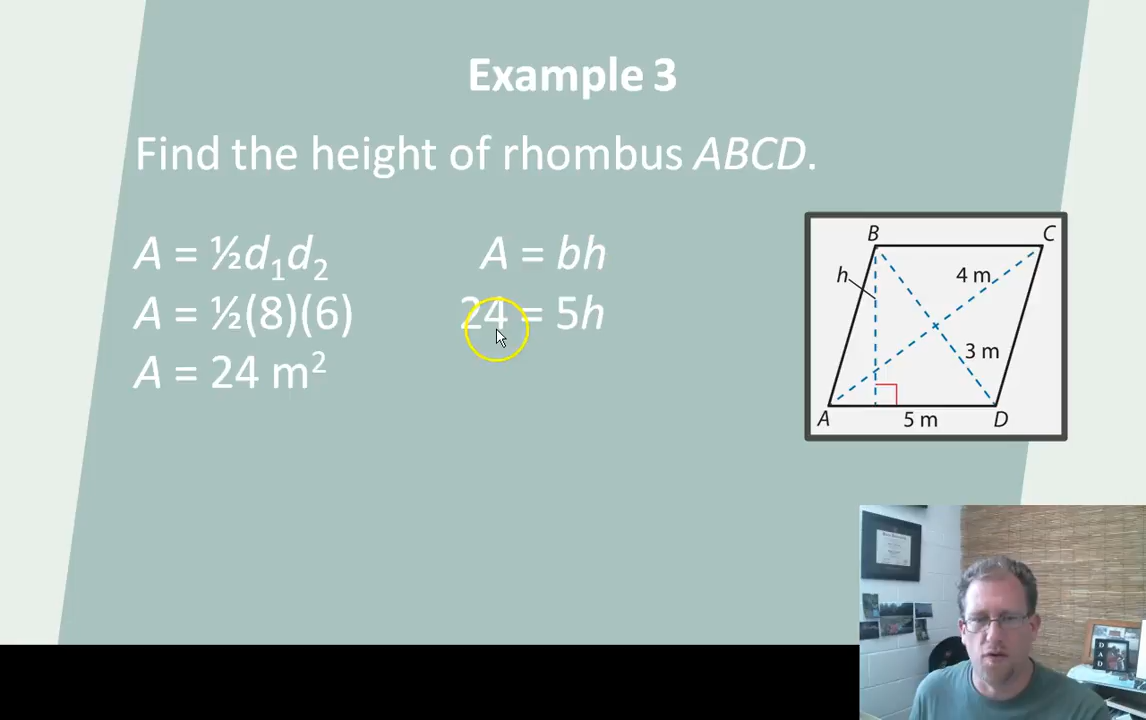 Example 3
Find the height of rhombus ABCD.
A = ½d₁d₂
A = ½(8)(6)
A = 24 m²
A = bh
24 = 5h
B
C
h
4 m
3 m
A
5 m
D
DAD